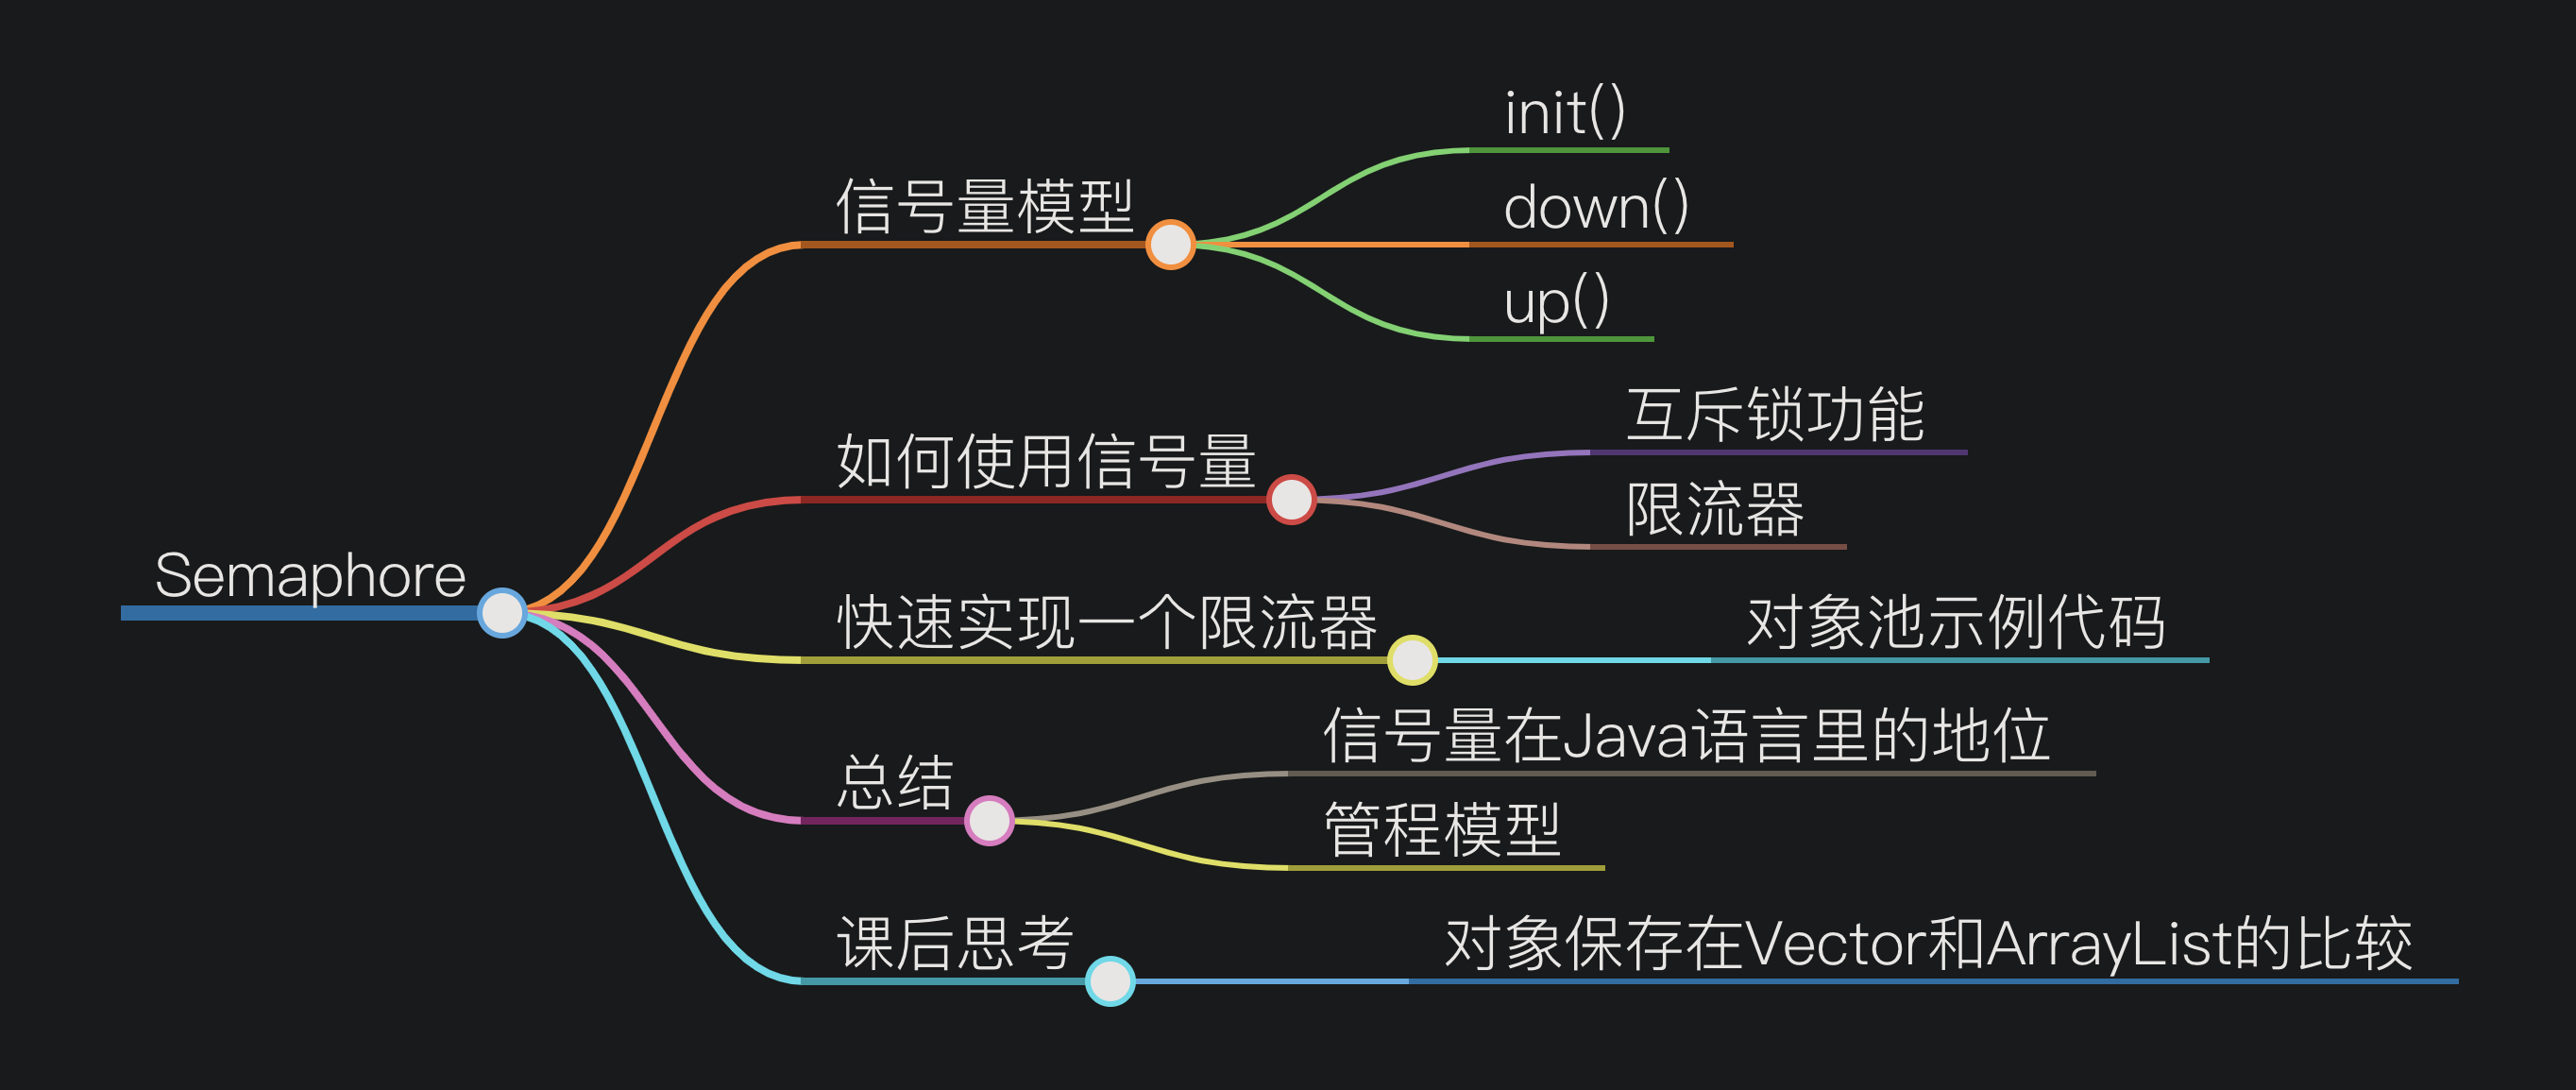 Semaphore
信号量模型
init()
down()
up()
如何使用信号量
互斥锁功能
限流器
快速实现一个限流器
对象池示例代码
总结
信号量在Java语言里的地位
管程模型
课后思考
对象保存在Vector和ArrayList的比较